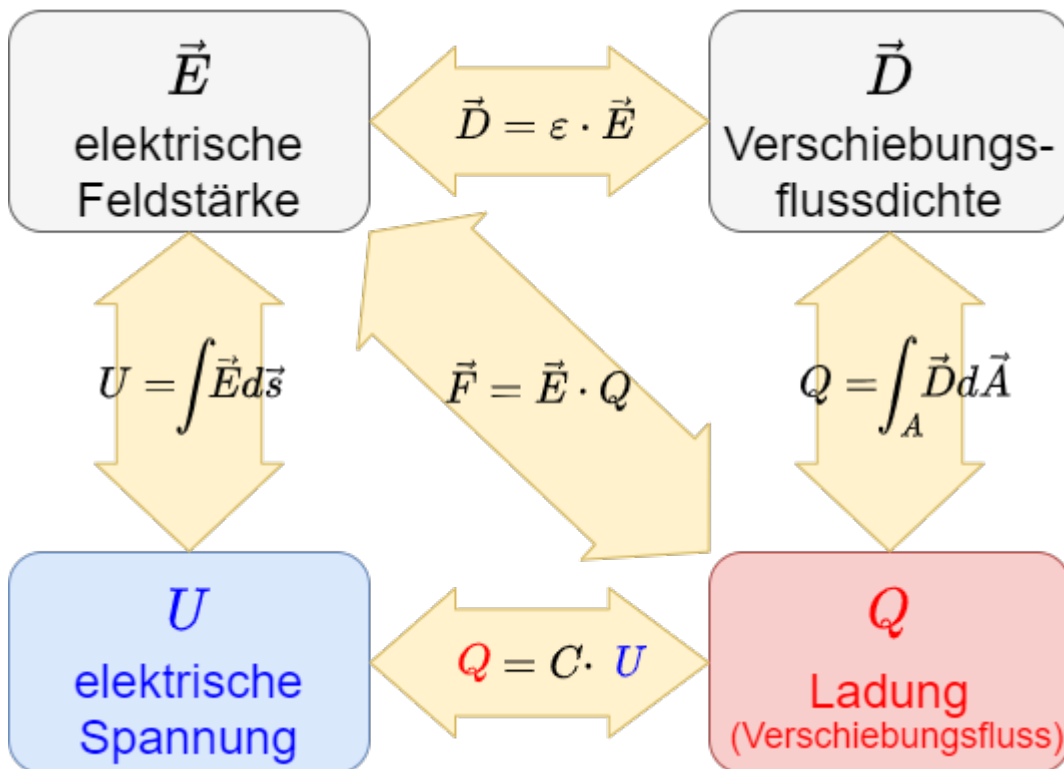 E⃗
elektrische
Feldstärke
D⃗ = ε · E⃗
D⃗
Verschiebungs-
flussdichte
U = ∫E⃗ds⃗
F⃗ = E⃗ · Q
Q = ∫_A D⃗dA⃗
U
elektrische
Spannung
Q = C · U
Q
Ladung
(Verschiebungsfluss)